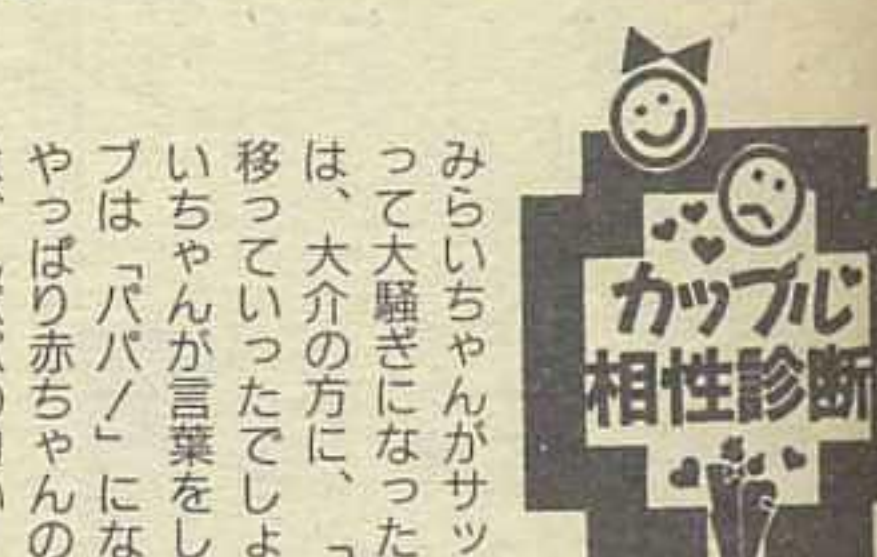 カップル
相性診断
みらいちゃんがサッ
って大騒ぎになった
は、大介の方に、「
移っていったでしょ
いちゃんが言葉をし
ブは「パパ!」にな
やっぱり赤ちゃんの